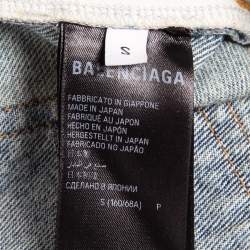 S
BALENCIAGA
FABBRICATO IN GIAPPONE
MADE IN JAPAN
FABRIQUÉ AU JAPON
HECHO EN JAPÓN
HERGESTELLT IN JAPAN
FABRICADO NO JAPÃO
日本製
СДЕЛАНО В ЯПОНИИ
S (160/68A) P